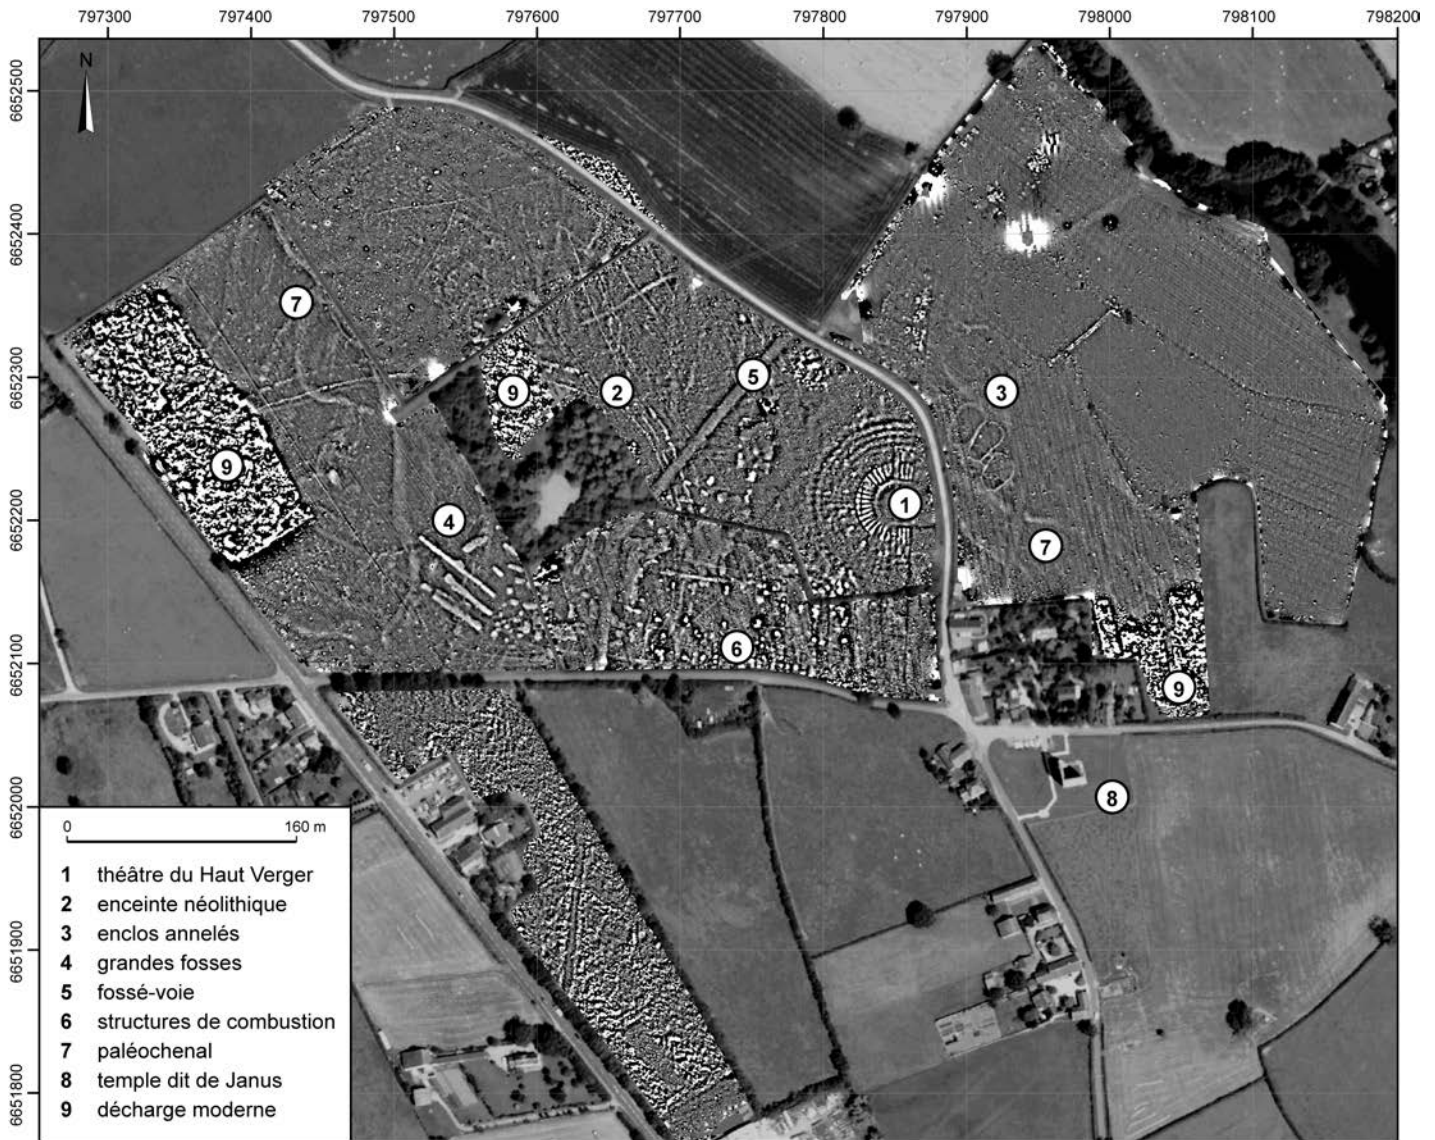 797300 797400 797500 797600 797700 797800 797900 798000 798100 798200
N
6652500
6652400
6652300
6652200
6652100
6652000
6651900
6651800
7
2
5
3
9
9
1
4
7
6
9
8
0 160 m
1 théâtre du Haut Verger
2 enceinte néolithique
3 enclos annelés
4 grandes fosses
5 fossé-voie
6 structures de combustion
7 paléochenal
8 temple dit de Janus
9 décharge moderne